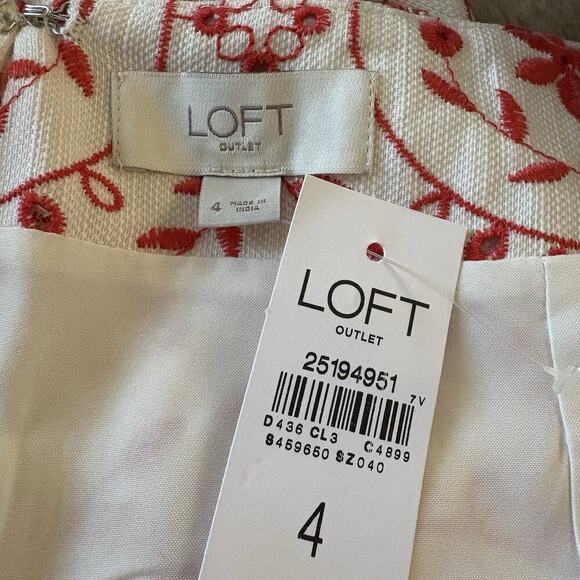 LOFT
OUTLET
4 MADE IN
INDIA
LOFT
OUTLET
25194951
7V
D436 CL3 C4899
S459650 SZ040
4